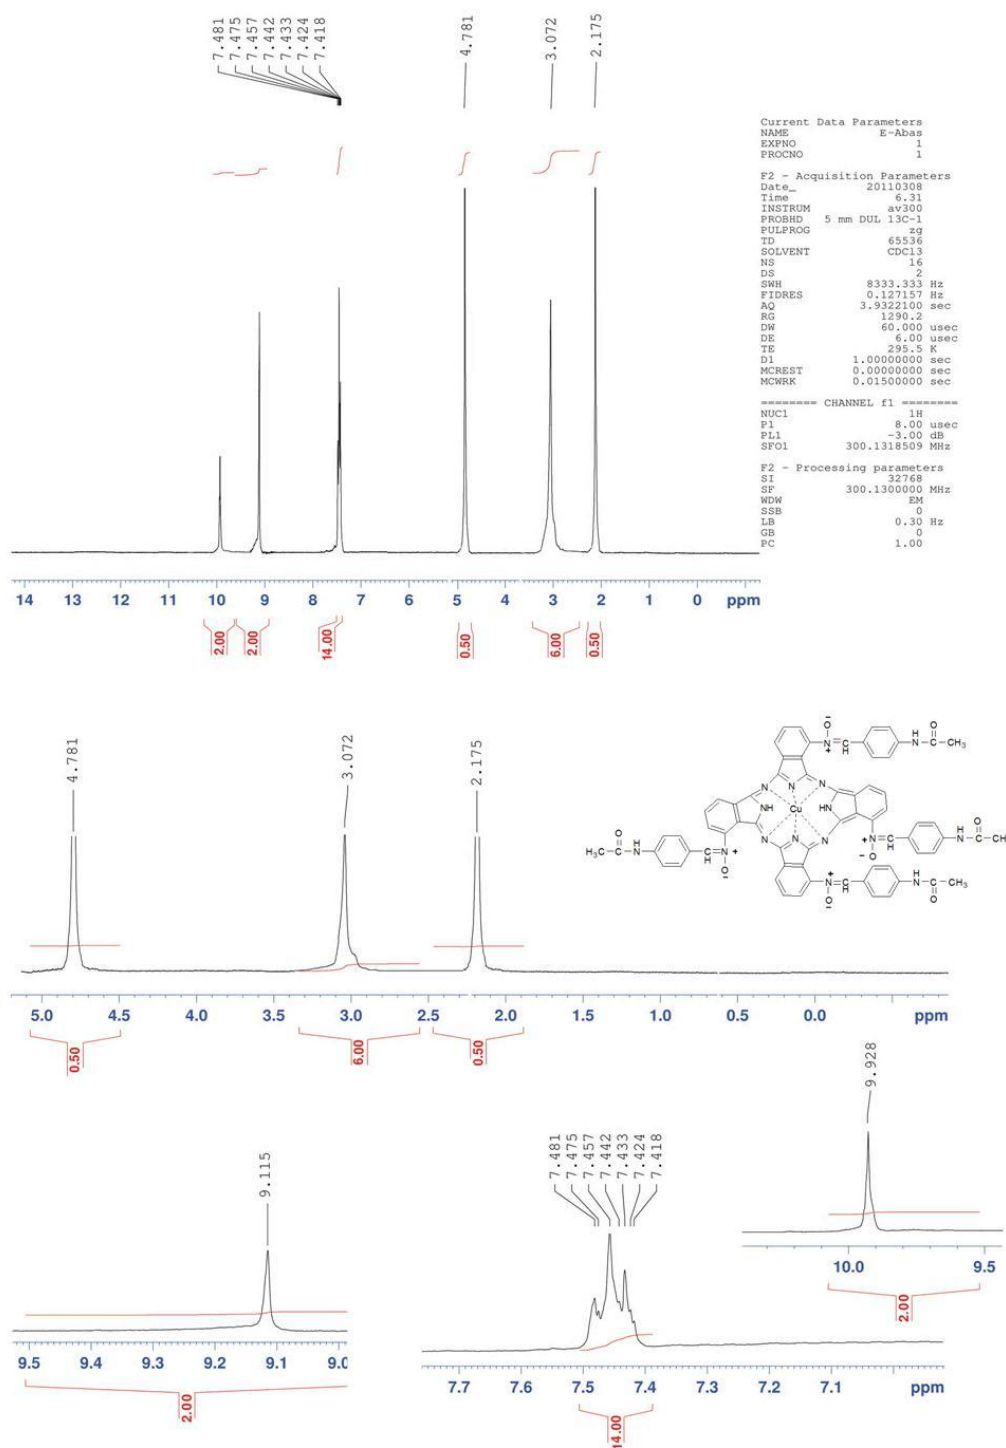 7.481
7.475
7.457
7.442
7.433
7.424
7.418
4.781
3.072
2.175
Current Data Parameters
NAME E-Abas
EXPNO 1
PROCNO 1
F2 - Acquisition Parameters
Date_ 20110308
Time 6.31
INSTRUM av300
PROBHD 5 mm DUL 13C-1
PULPROG zg
TD 65536
SOLVENT CDCl3
NS 16
DS 2
SWH 8333.333 Hz
FIDRES 0.127157 Hz
AQ 3.9322100 sec
RG 1290.2
DW 60.000 usec
DE 6.00 usec
TE 295.5 K
D1 1.00000000 sec
MCREST 0.00000000 sec
MCWRK 0.01500000 sec
======== CHANNEL f1 ========
NUC1 1H
P1 8.00 usec
PL1 -3.00 dB
SFO1 300.1318509 MHz
F2 - Processing parameters
SI 32768
SF 300.1300000 MHz
WDW EM
SSB 0
LB 0.30 Hz
GB 0
PC 1.00
14 13 12 11 10 9 8 7 6 5 4 3 2 1 0 ppm
2.00 2.00 14.00 0.50 6.00 0.50
4.781
3.072
2.175
O
N H NH C CH3
O
N N N
NH Cu HN
N N N
H3C C N H H N O
N H N H C CH3
O O
N H NH C CH3
O O
5.0 4.5 4.0 3.5 3.0 2.5 2.0 1.5 1.0 0.5 0.0 ppm
0.50 6.00 0.50
9.115
9.5 9.4 9.3 9.2 9.1 9.0
2.00
7.481
7.475
7.457
7.442
7.433
7.424
7.418
7.7 7.6 7.5 7.4 7.3 7.2 7.1 ppm
14.00
9.928
10.0 9.5
2.00